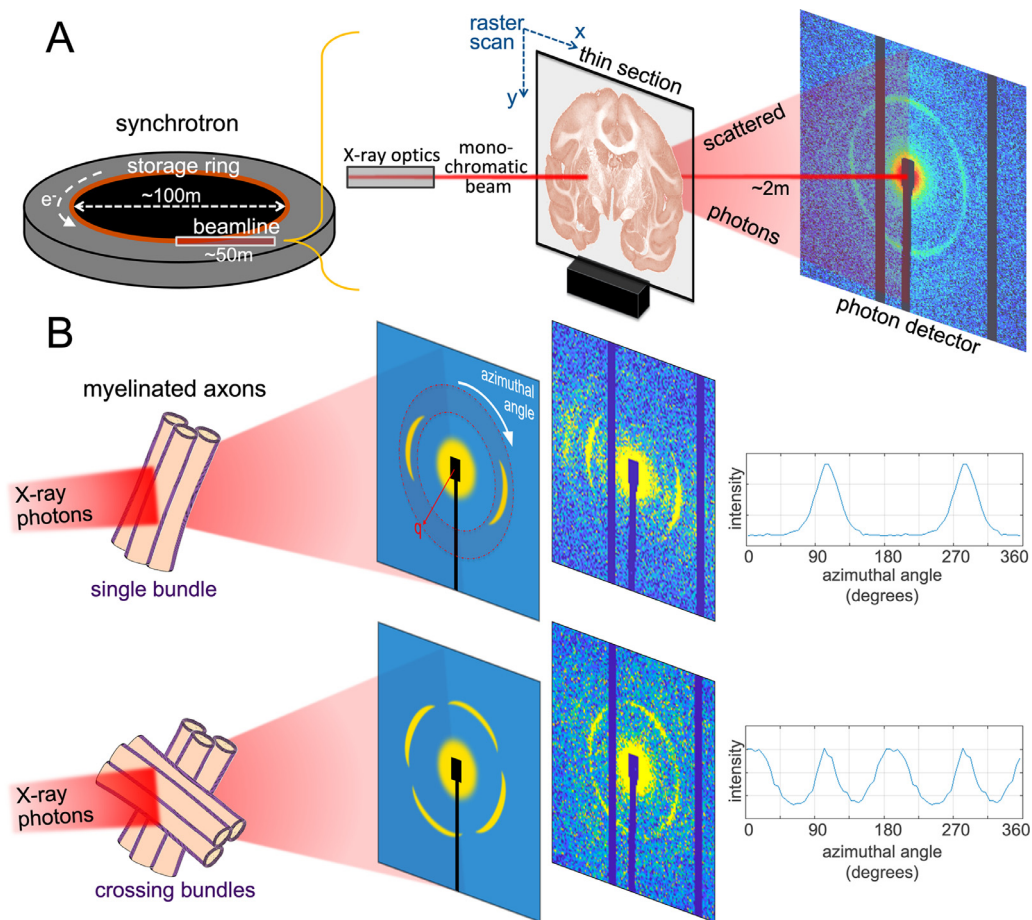 A
synchrotron
storage ring
e-
~100m
beamline
~50m
X-ray optics
mono-
chromatic
beam
raster
scan
x
y
thin section
scattered
photons
~2m
photon detector
B
myelinated axons
X-ray
photons
single bundle
azimuthal
angle
q
intensity
0 90 180 270 360
azimuthal angle
(degrees)
X-ray
photons
crossing bundles
intensity
0 90 180 270 360
azimuthal angle
(degrees)